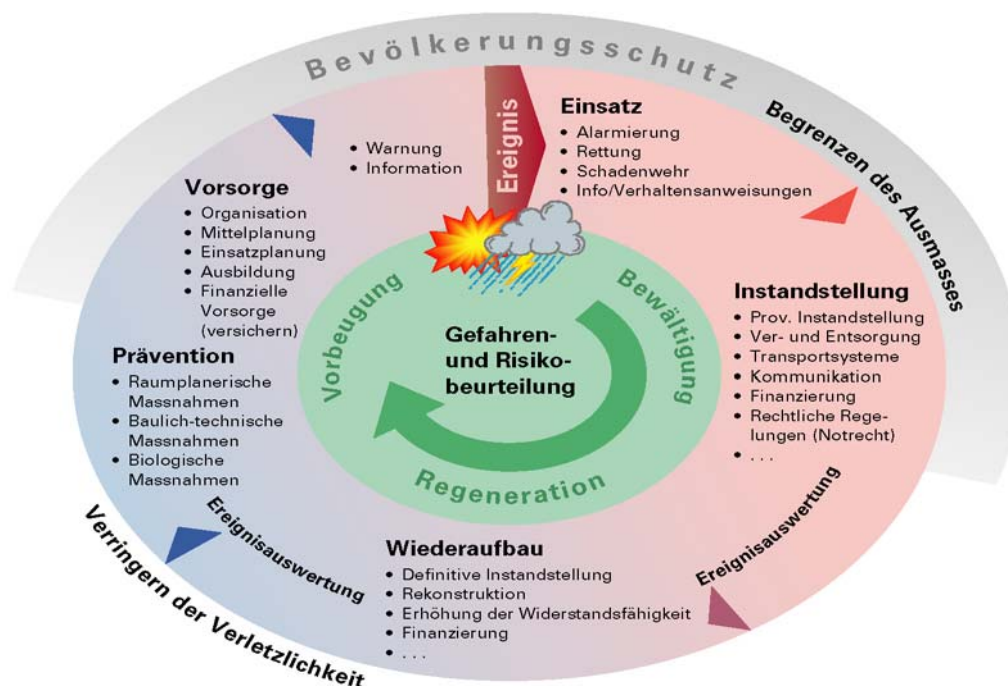 Bevölkerungsschutz
Ereignis
• Warnung
• Information
Einsatz
• Alarmierung
• Rettung
• Schadenwehr
• Info/Verhaltensanweisungen
Begrenzen des Ausmasses
Vorsorge
• Organisation
• Mittelplanung
• Einsatzplanung
• Ausbildung
• Finanzielle
Vorsorge
(versichern)
Instandstellung
• Prov. Instandstellung
• Ver- und Entsorgung
• Transportsysteme
• Kommunikation
• Finanzierung
• Rechtliche Rege-
lungen (Notrecht)
• . . .
Vorbeugung
Bewältigung
Regeneration
Gefahren-
und Risiko-
beurteilung
Prävention
• Raumplanerische
Massnahmen
• Baulich-technische
Massnahmen
• Biologische
Massnahmen
Ereignisauswertung
Ereignisauswertung
Verringern der Verletzlichkeit
Wiederaufbau
• Definitive Instandstellung
• Rekonstruktion
• Erhöhung der Widerstandsfähigkeit
• Finanzierung
• . . .